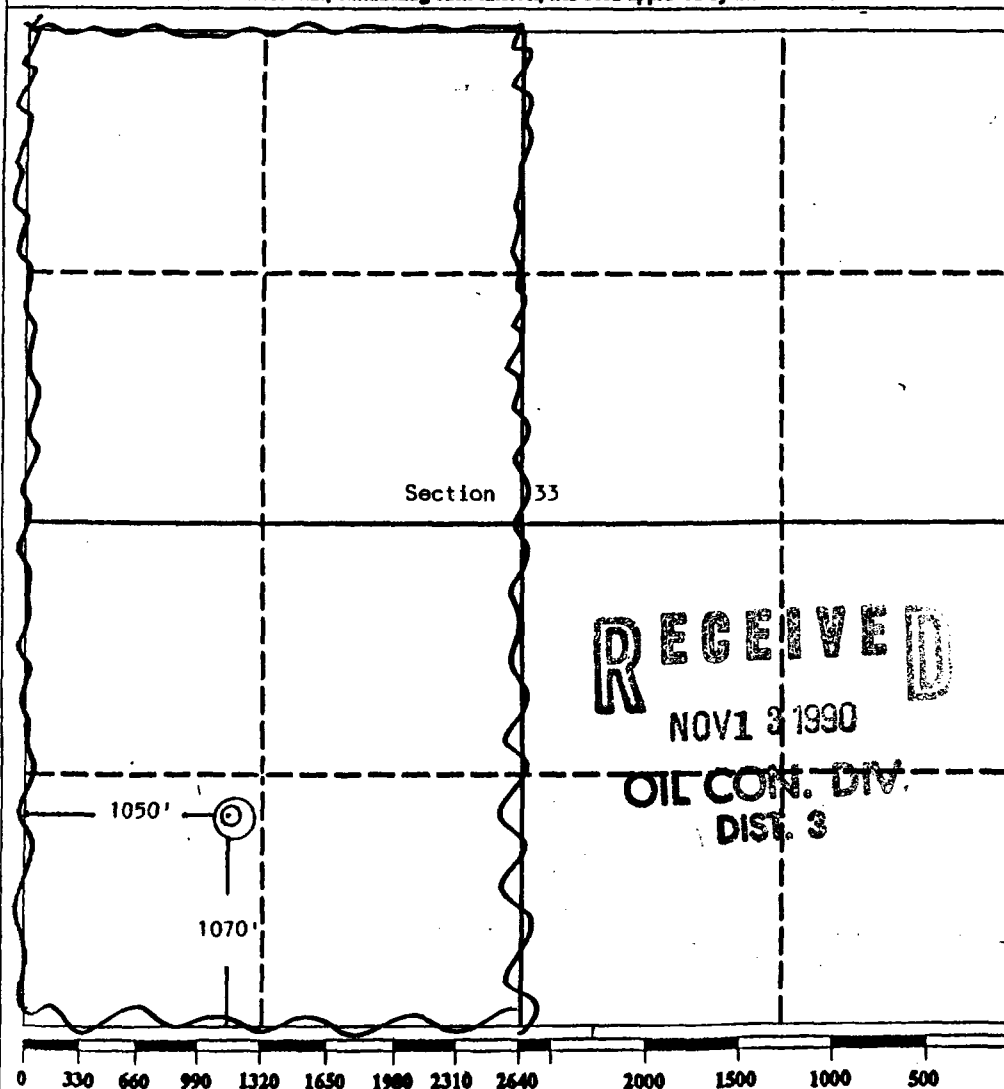 Section 33
RECEIVED
NOV 13 1990
OIL CON. DIV.
DIST. 3
1050'
1070'
0 330 660 990 1320 1650 1980 2310 2640 2000 1500 1000 500